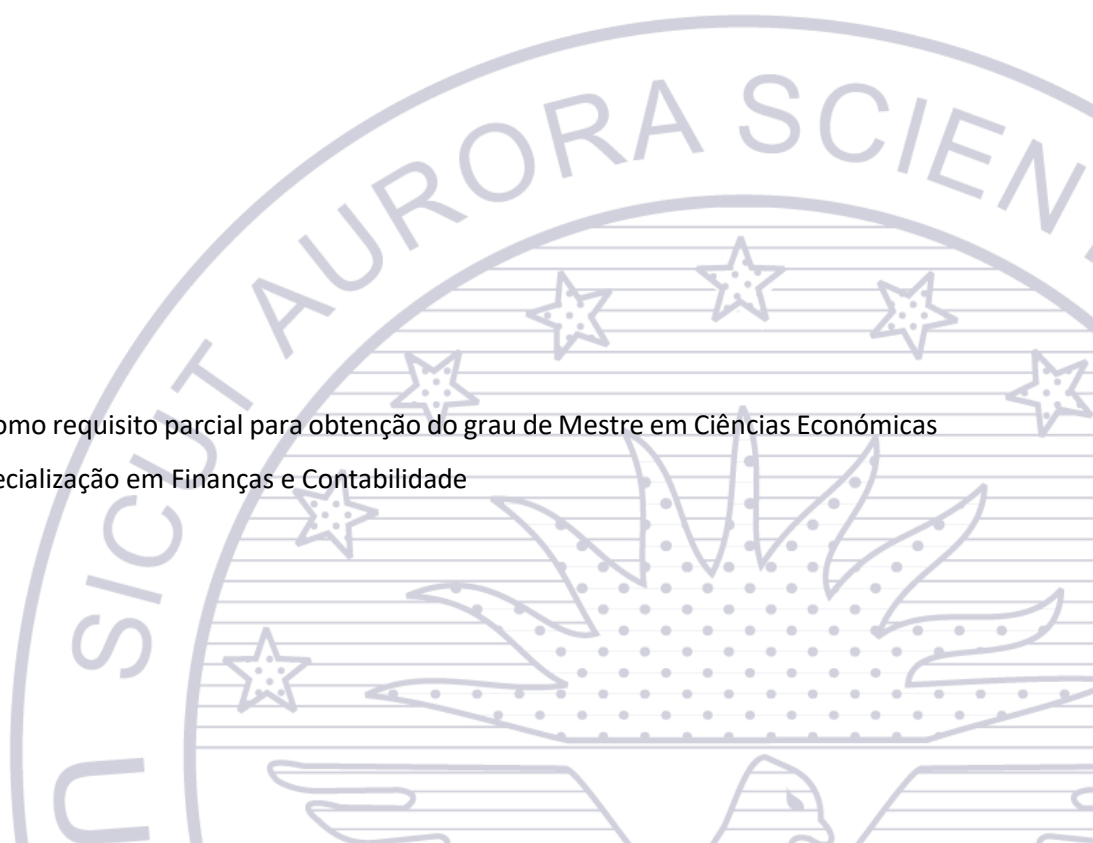 SICUT AURORA SCIEN
omo requisito parcial para obtenção do grau de Mestre em Ciências Económicas
ecialização em Finanças e Contabilidade